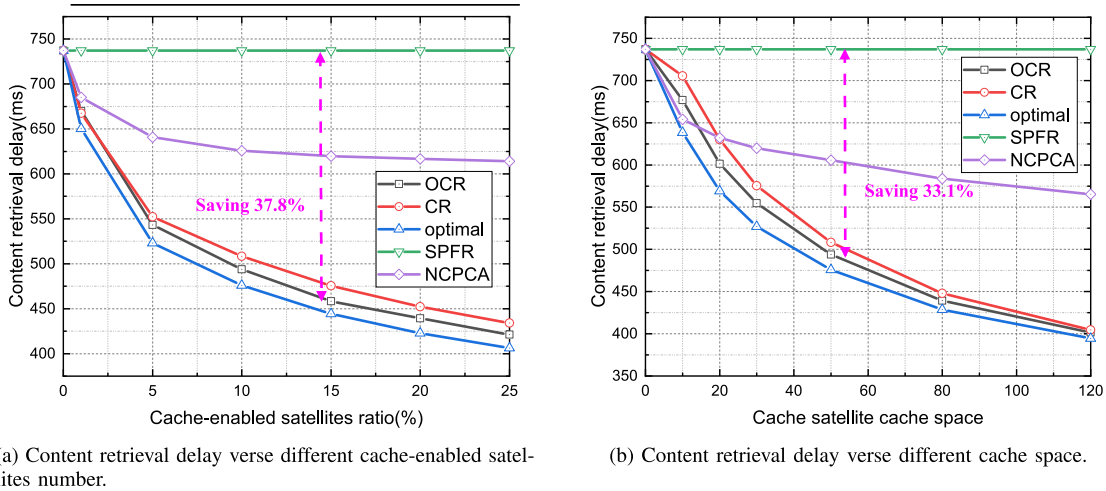 750
700
650
600
550
500
450
400
Content retrieval delay(ms)
0
5
10
15
20
25
Cache-enabled satellites ratio(%)
Saving 37.8%
OCR
CR
optimal
SPFR
NCPCA
(a) Content retrieval delay verse different cache-enabled satel-
lites number.
750
700
650
600
550
500
450
400
350
Content retrieval delay(ms)
0
20
40
60
80
100
120
Cache satellite cache space
Saving 33.1%
OCR
CR
optimal
SPFR
NCPCA
(b) Content retrieval delay verse different cache space.